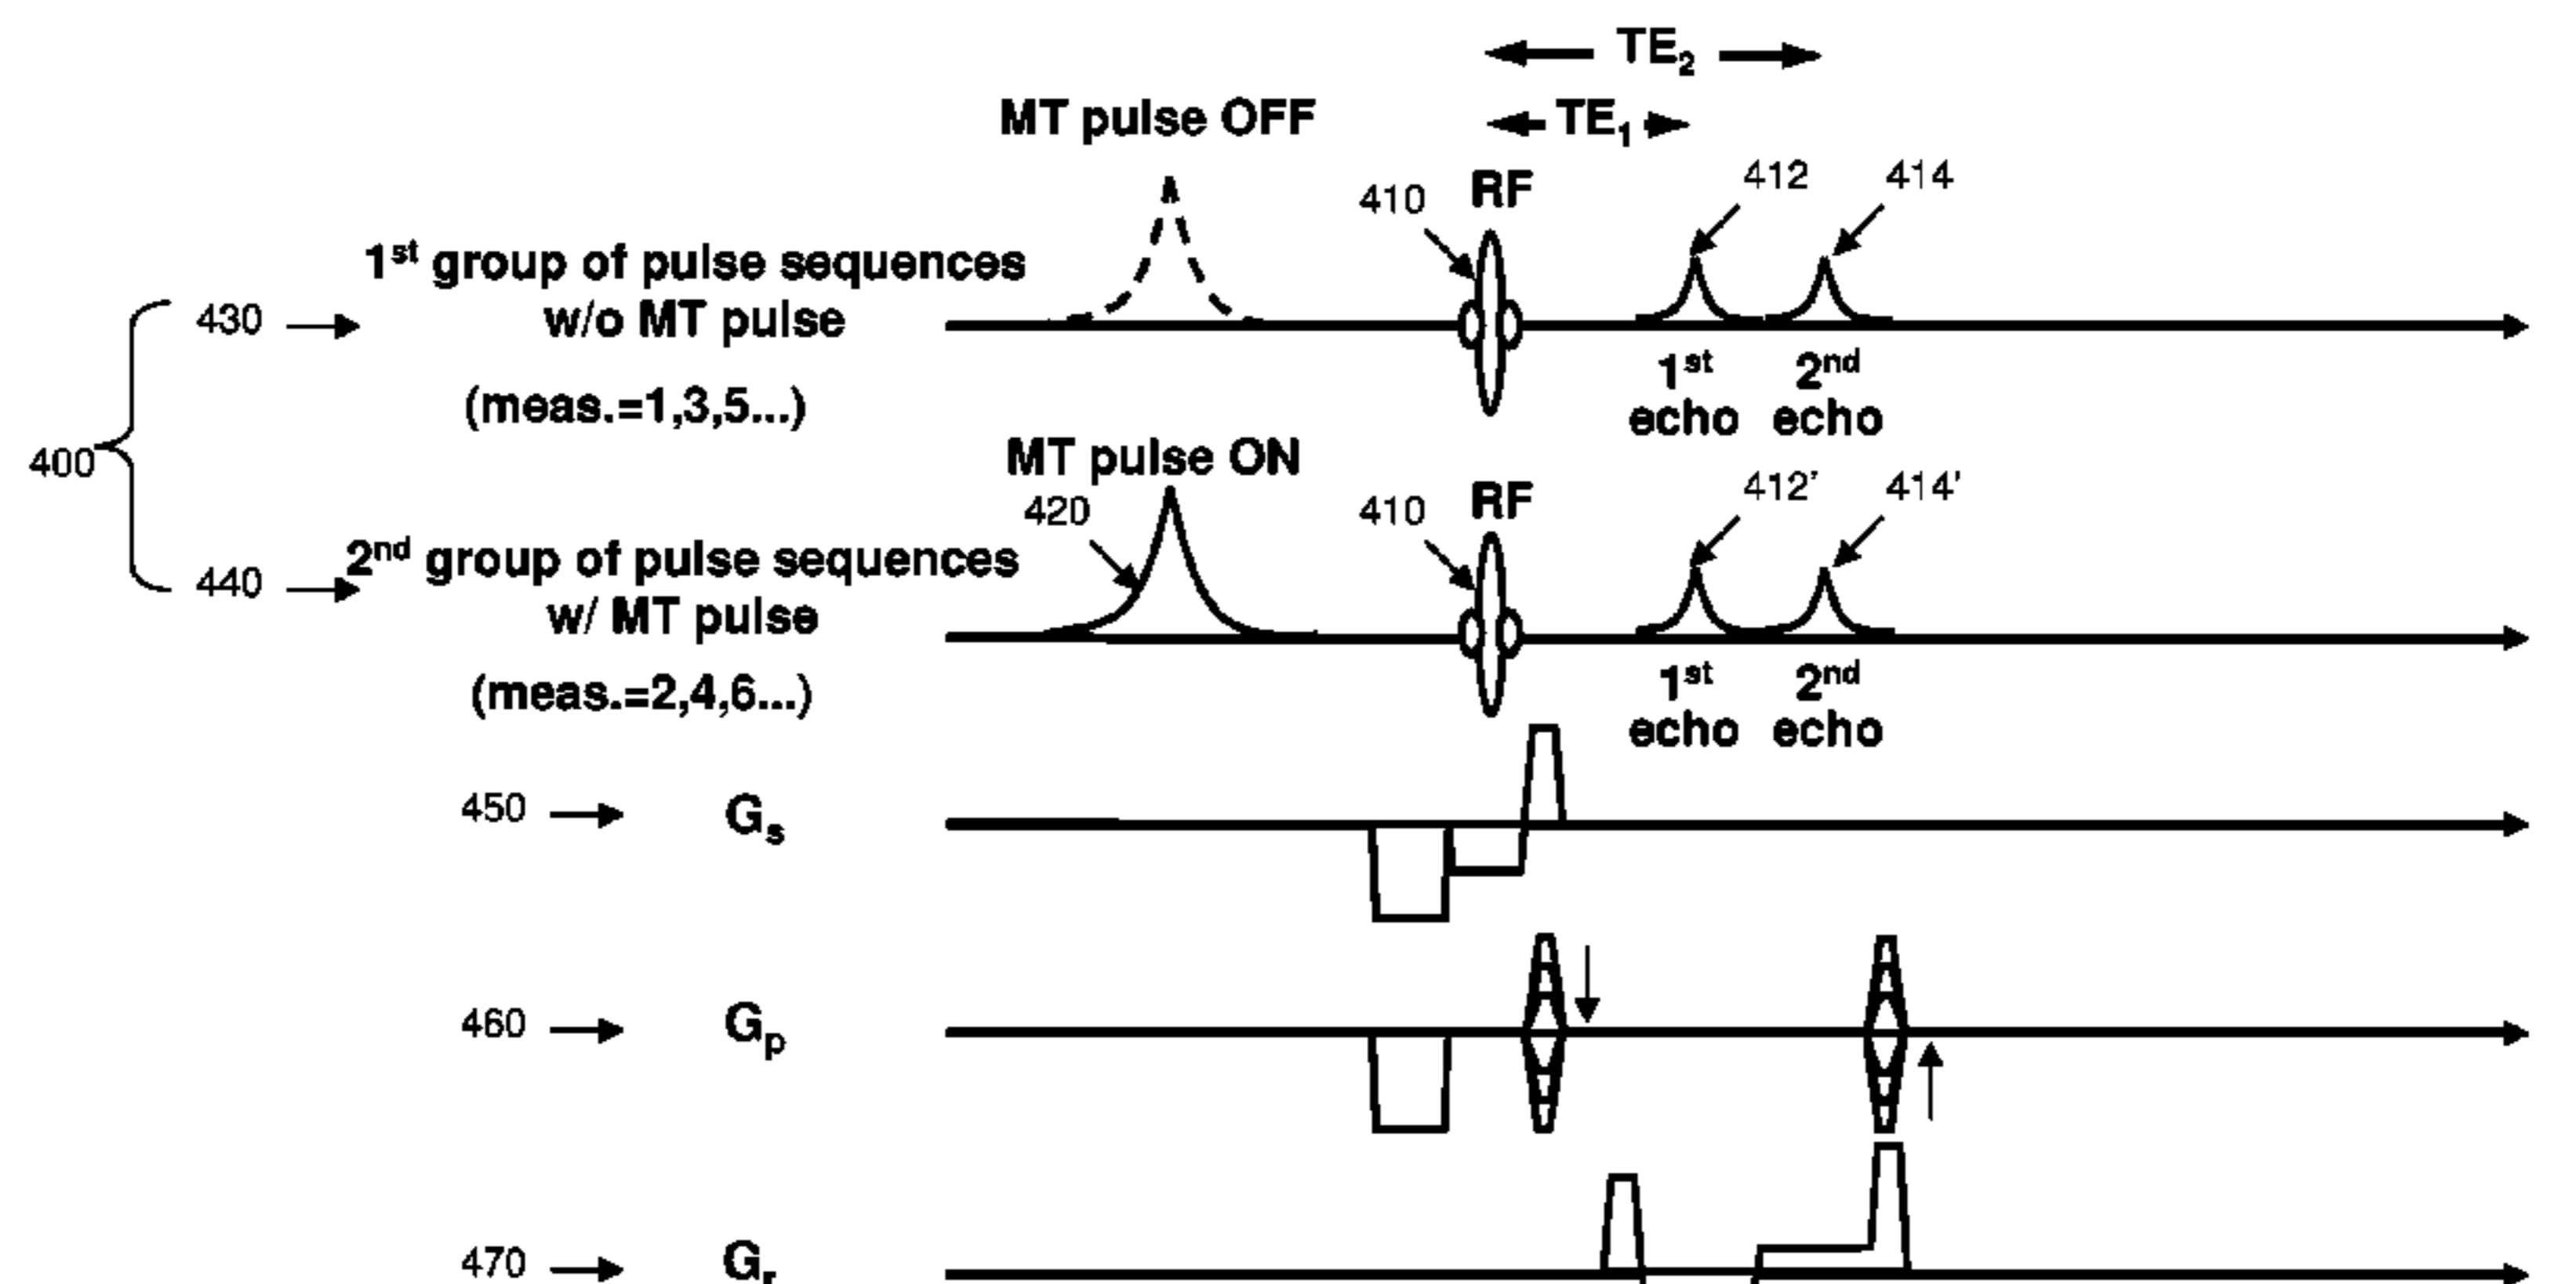 TE2
MT pulse OFF
TE1
410
RF
412
414
1st group of pulse sequences
430
w/o MT pulse
(meas.=1,3,5...)
1st echo
2nd echo
400
MT pulse ON
420
410
RF
412'
414'
440
2nd group of pulse sequences
w/ MT pulse
(meas.=2,4,6...)
1st echo
2nd echo
450
Gs
460
Gp
470
Gr